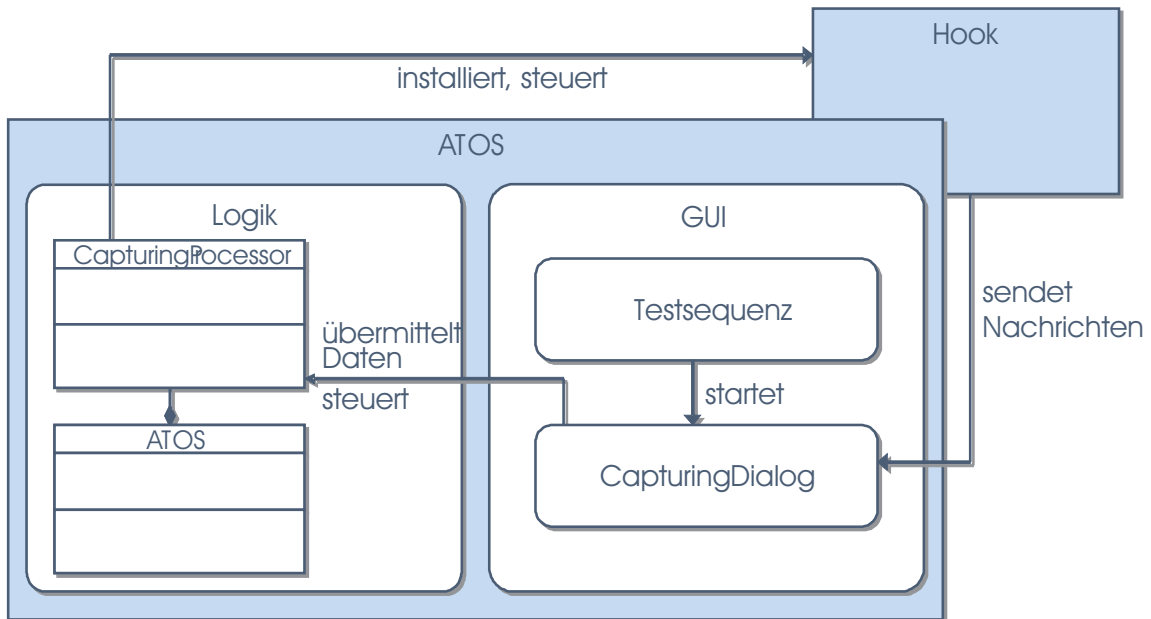 Hook
installiert, steuert
ATOS
Logik
GUI
CapturingProcessor
Testsequenz
sendet
Nachrichten
übermittelt
Daten
steuert
startet
ATOS
CapturingDialog